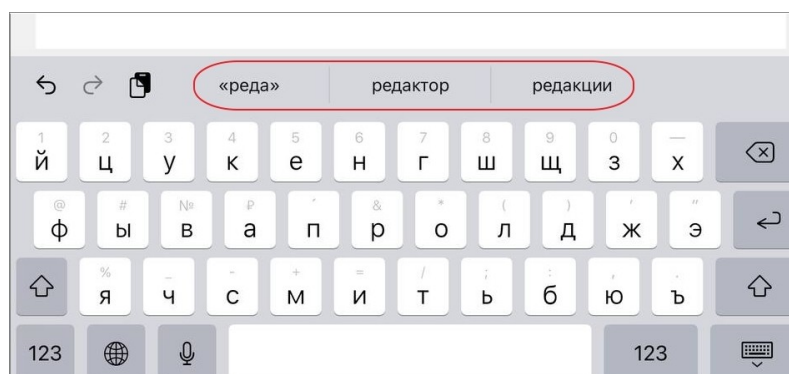 «реда» редактор редакции
1 2 3 4 5 6 7 8 9 0 —
й ц у к е н г ш щ з х
@ # № ₽ ´ & * ( ) ' "
ф ы в а п р о л д ж э
% _ - + = / ; : , .
я ч с м и т ь б ю ъ
123 123